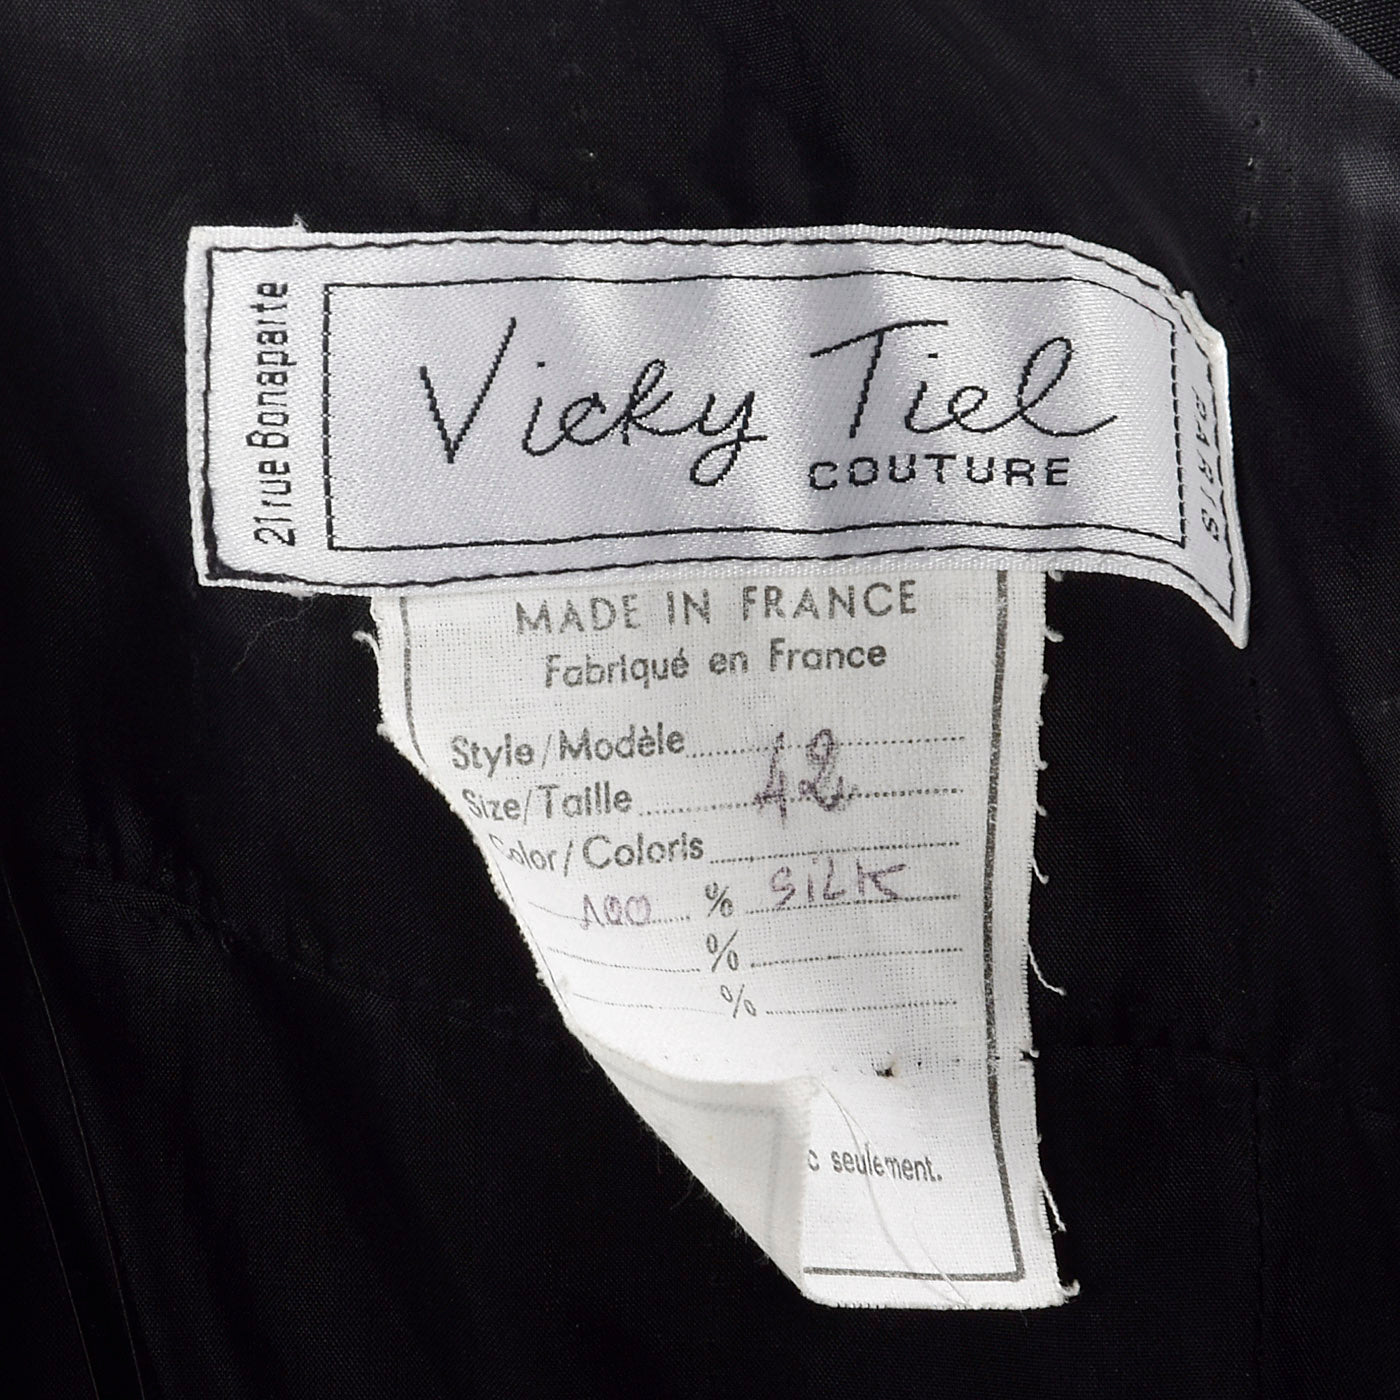 21 rue Bonaparte
Vicky Tiel
COUTURE
PARIS
MADE IN FRANCE
Fabriqué en France
Style/Modèle
42
Size/Taille
Color/Coloris
100 % SILK
%
%
seulement.